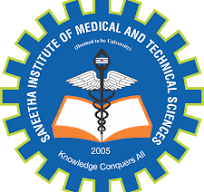 SAVEETHA INSTITUTE OF MEDICAL AND TECHNICAL SCIENCES
(Deemed to be University)
2005
Knowledge Conquers All